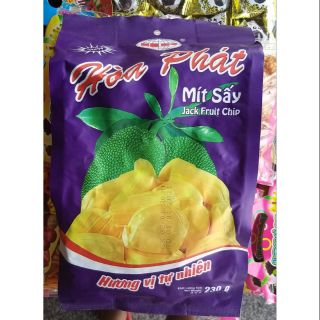 Hòa Phát
Mít Sấy
Jack Fruit Chip
Hương vị tự nhiên
230 g